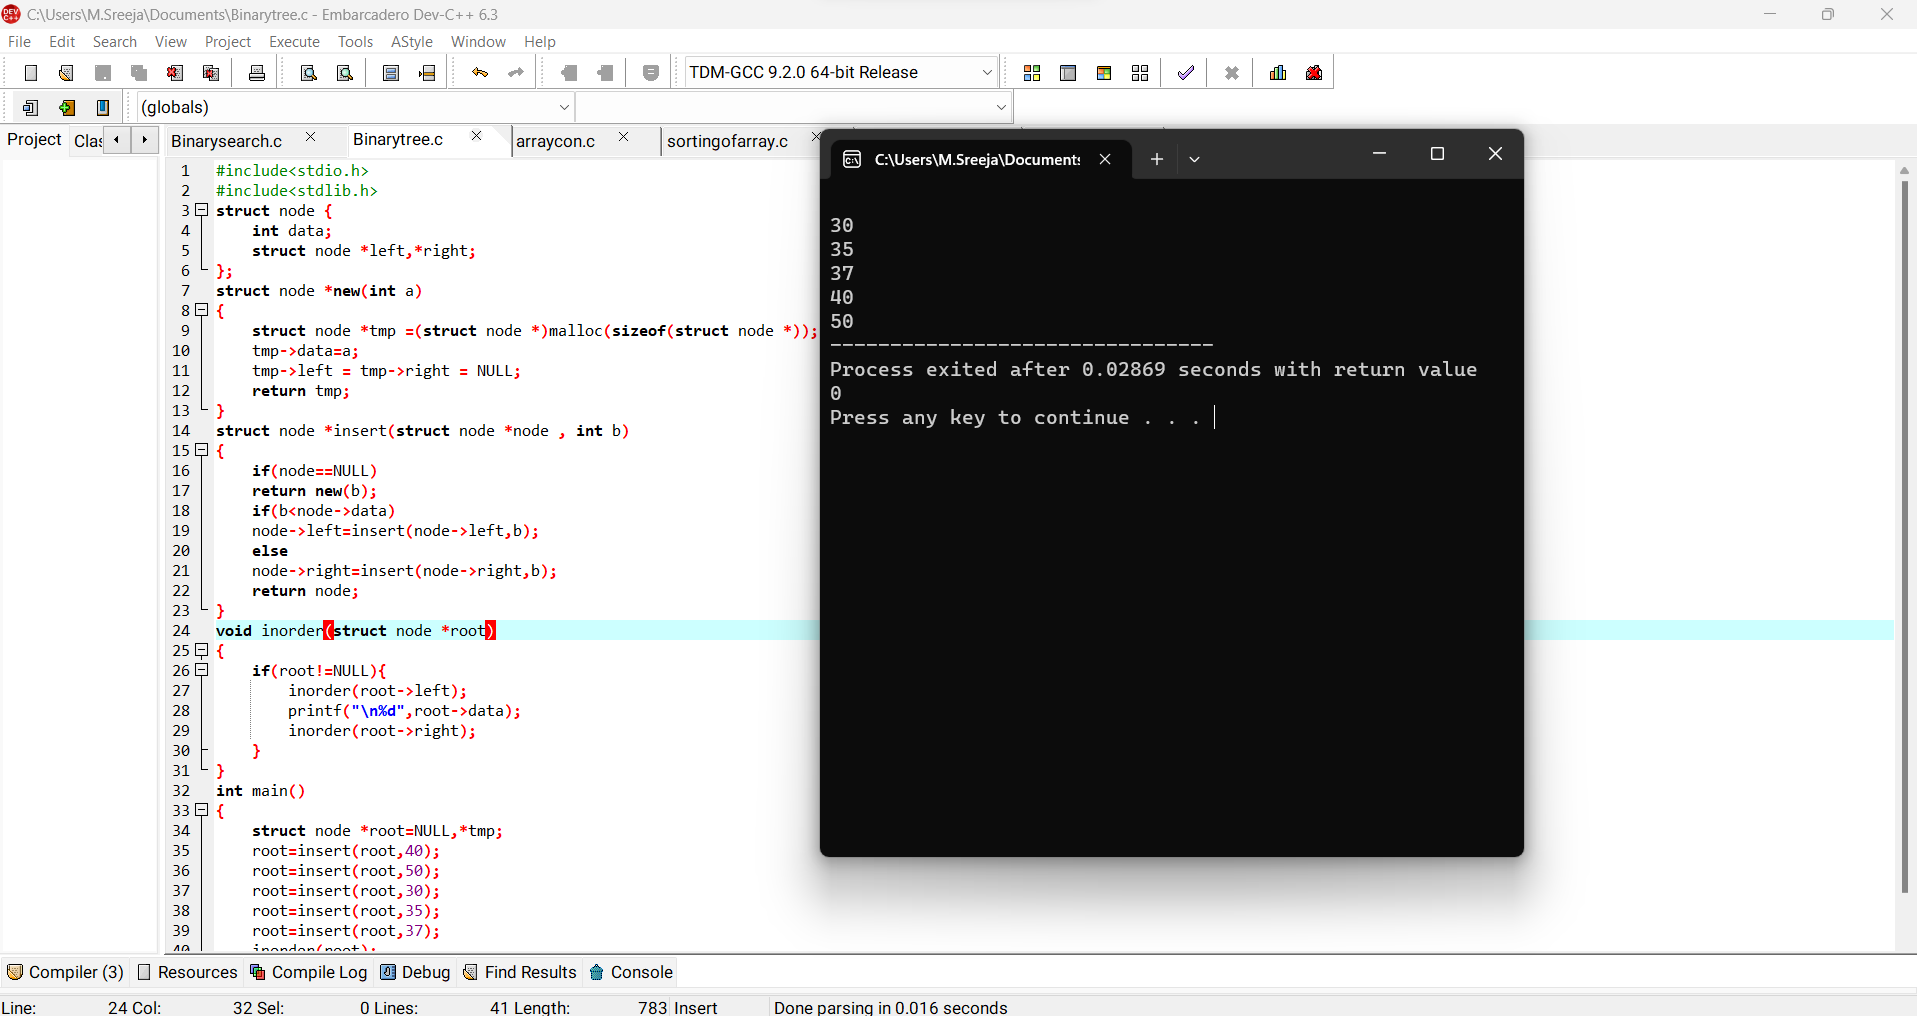 C:\Users\M.Sreeja\Documents\Binarytree.c - Embarcadero Dev-C++ 6.3
File Edit Search View Project Execute Tools AStyle Window Help
TDM-GCC 9.2.0 64-bit Release
(globals)
Project Clas
Binarysearch.c Binarytree.c arraycon.c sortingofarray.c
1 #include<stdio.h>
2 #include<stdlib.h>
3 struct node {
4 int data;
5 struct node *left,*right;
6 };
7 struct node *new(int a)
8 {
9 struct node *tmp =(struct node *)malloc(sizeof(struct node *));
10 tmp->data=a;
11 tmp->left = tmp->right = NULL;
12 return tmp;
13 }
14 struct node *insert(struct node *node , int b)
15 {
16 if(node==NULL)
17 return new(b);
18 if(b<node->data)
19 node->left=insert(node->left,b);
20 else
21 node->right=insert(node->right,b);
22 return node;
23 }
24 void inorder(struct node *root)
25 {
26 if(root!=NULL){
27 inorder(root->left);
28 printf("\n%d",root->data);
29 inorder(root->right);
30 }
31 }
32 int main()
33 {
34 struct node *root=NULL,*tmp;
35 root=insert(root,40);
36 root=insert(root,50);
37 root=insert(root,30);
38 root=insert(root,35);
39 root=insert(root,37);
40 inorder(root);
C:\Users\M.Sreeja\Documents
30
35
37
40
50
--------------------------------
Process exited after 0.02869 seconds with return value
0
Press any key to continue . . .
Compiler (3) Resources Compile Log Debug Find Results Console
Line: 24 Col: 32 Sel: 0 Lines: 41 Length: 783 Insert Done parsing in 0.016 seconds